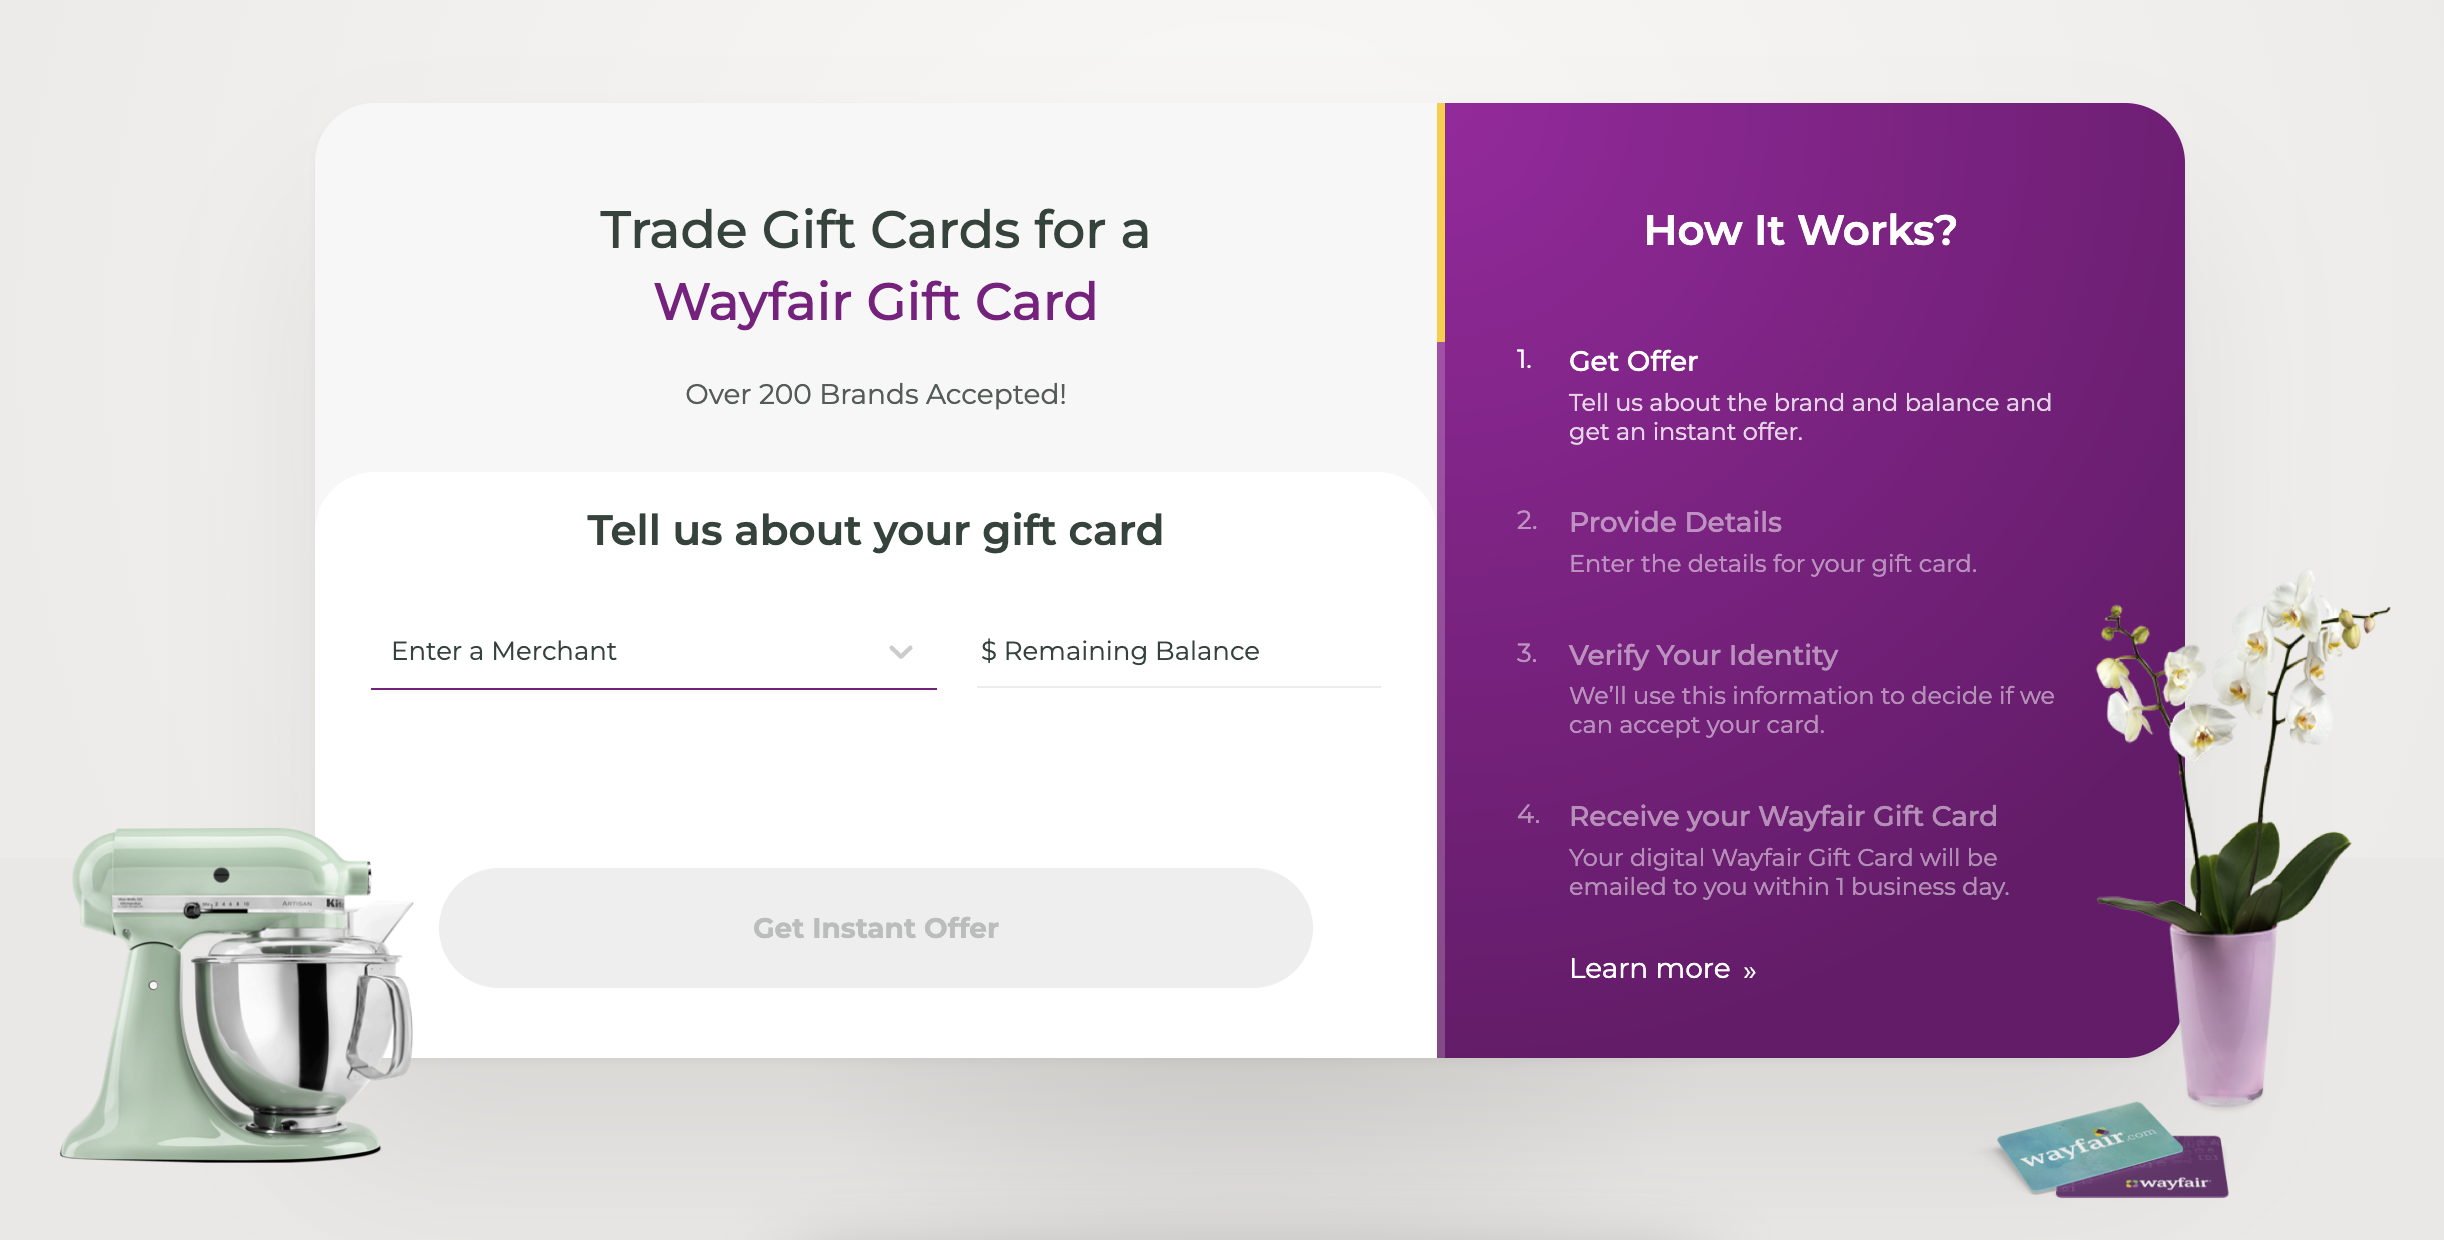 Trade Gift Cards for a
Wayfair Gift Card
Over 200 Brands Accepted!
Tell us about your gift card
Enter a Merchant
$ Remaining Balance
Get Instant Offer
How It Works?
1. Get Offer
Tell us about the brand and balance and
get an instant offer.
2. Provide Details
Enter the details for your gift card.
3. Verify Your Identity
We'll use this information to decide if we
can accept your card.
4. Receive your Wayfair Gift Card
Your digital Wayfair Gift Card will be
emailed to you within 1 business day.
Learn more »
ARTISAN
wayfair.com
wayfair